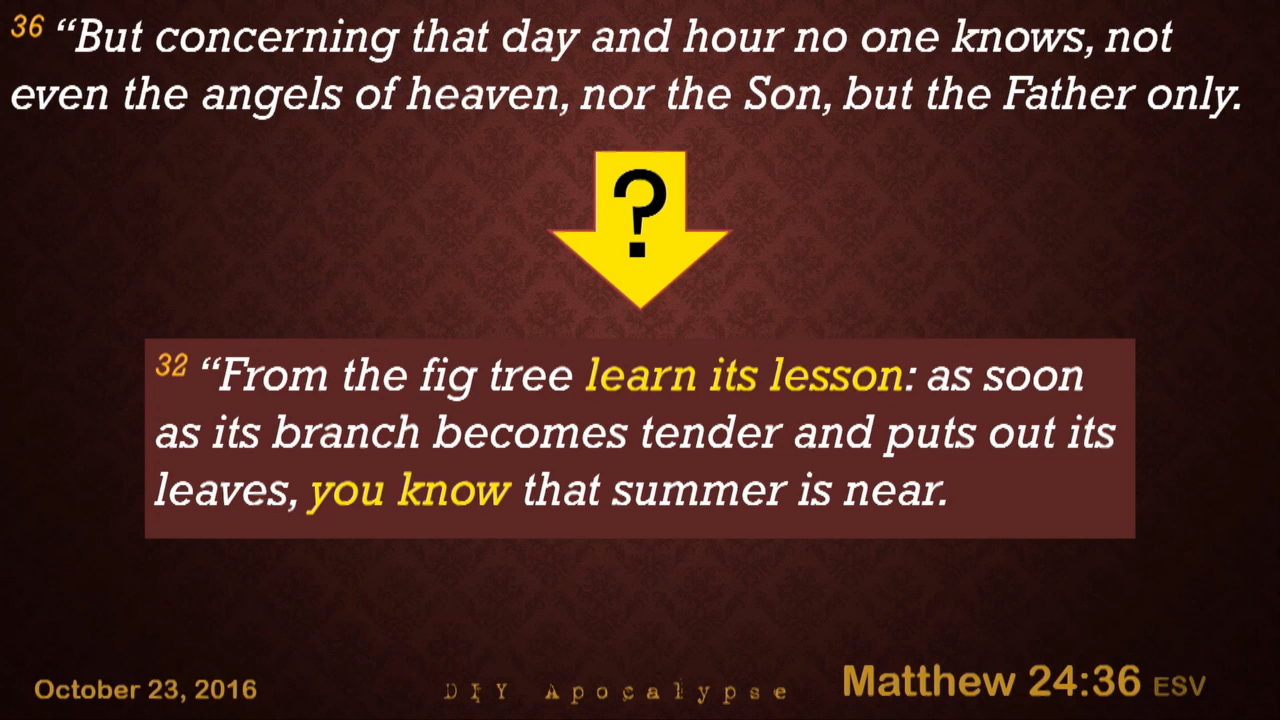 36 “But concerning that day and hour no one knows, not
even the angels of heaven, nor the Son, but the Father only.
?
32 “From the fig tree learn its lesson: as soon
as its branch becomes tender and puts out its
leaves, you know that summer is near.
October 23, 2016
DIY Apocalypse
Matthew 24:36 ESV